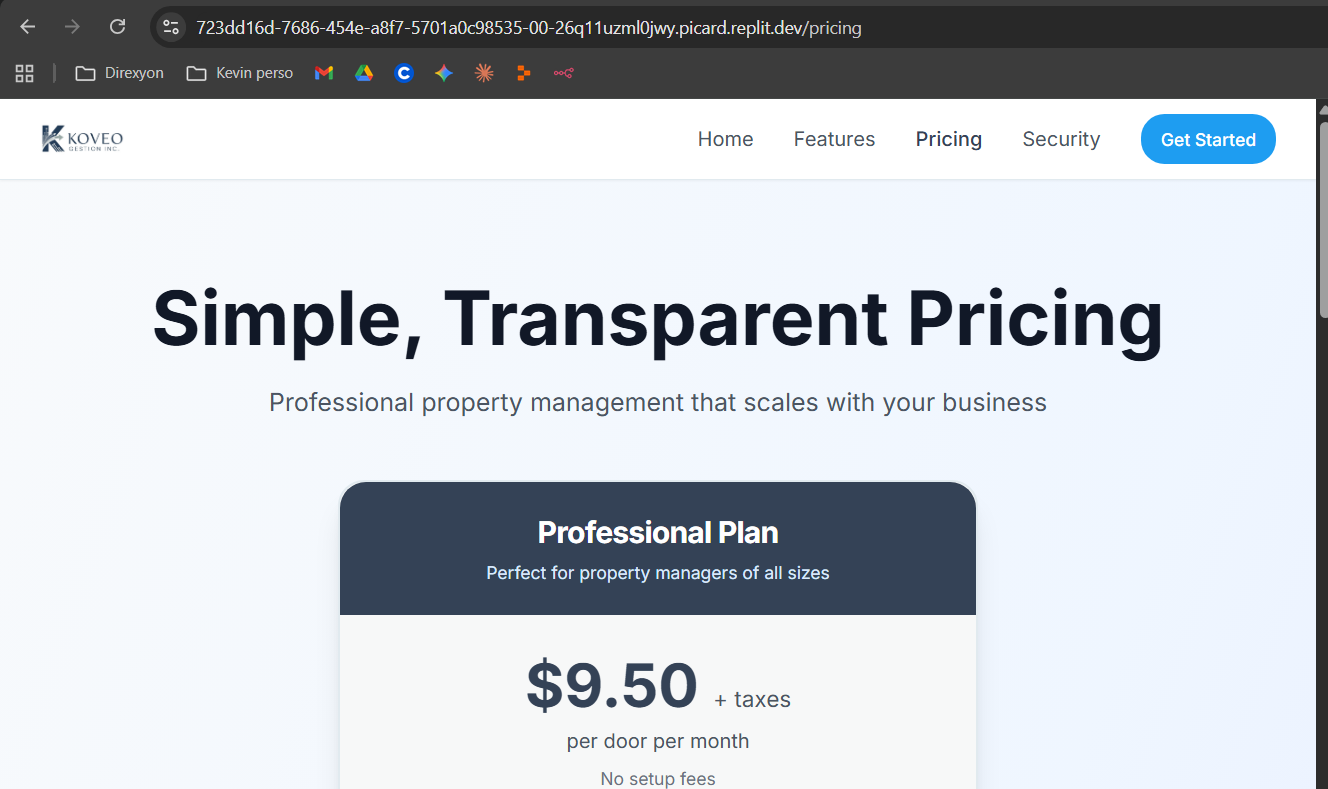 723dd16d-7686-454e-a8f7-5701a0c98535-00-26q11uzml0jwy.picard.replit.dev/pricing
Direxyon Kevin perso
KOVEO
GESTION INC.
Home Features Pricing Security Get Started
Simple, Transparent Pricing
Professional property management that scales with your business
Professional Plan
Perfect for property managers of all sizes
$9.50 + taxes
per door per month
No setup fees